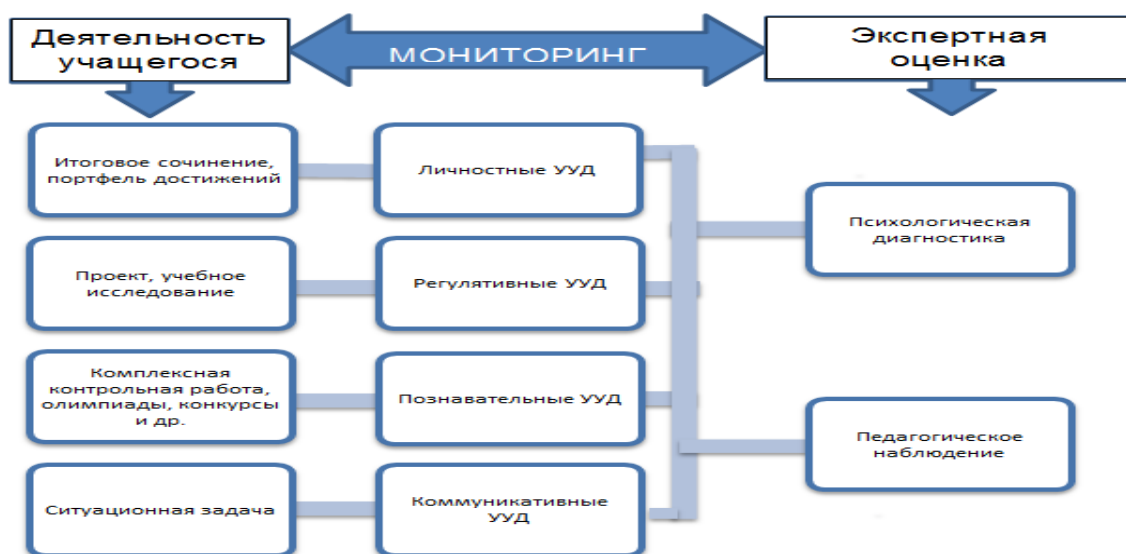 Деятельность
учащегося
МОНИТОРИНГ
Экспертная
оценка
Итоговое сочинение,
портфель достижений
Личностные УУД
Психологическая
диагностика
Проект, учебное
исследование
Регулятивные УУД
Комплексная
контрольная работа,
олимпиады, конкурсы
и др.
Познавательные УУД
Педагогическое
наблюдение
Ситуационная задача
Коммуникативные
УУД